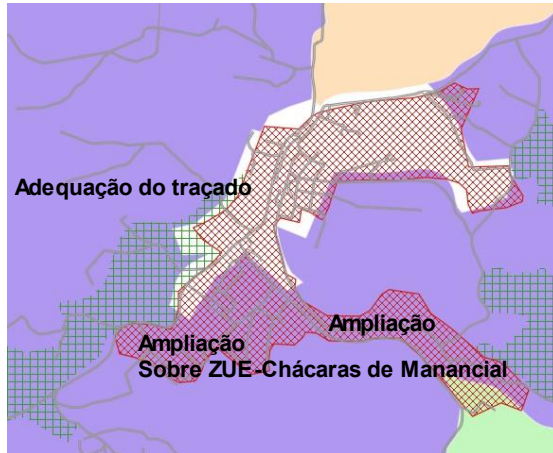 Adequação do traçado
Ampliação
Ampliação
Sobre ZUE-Chácaras de Manancial